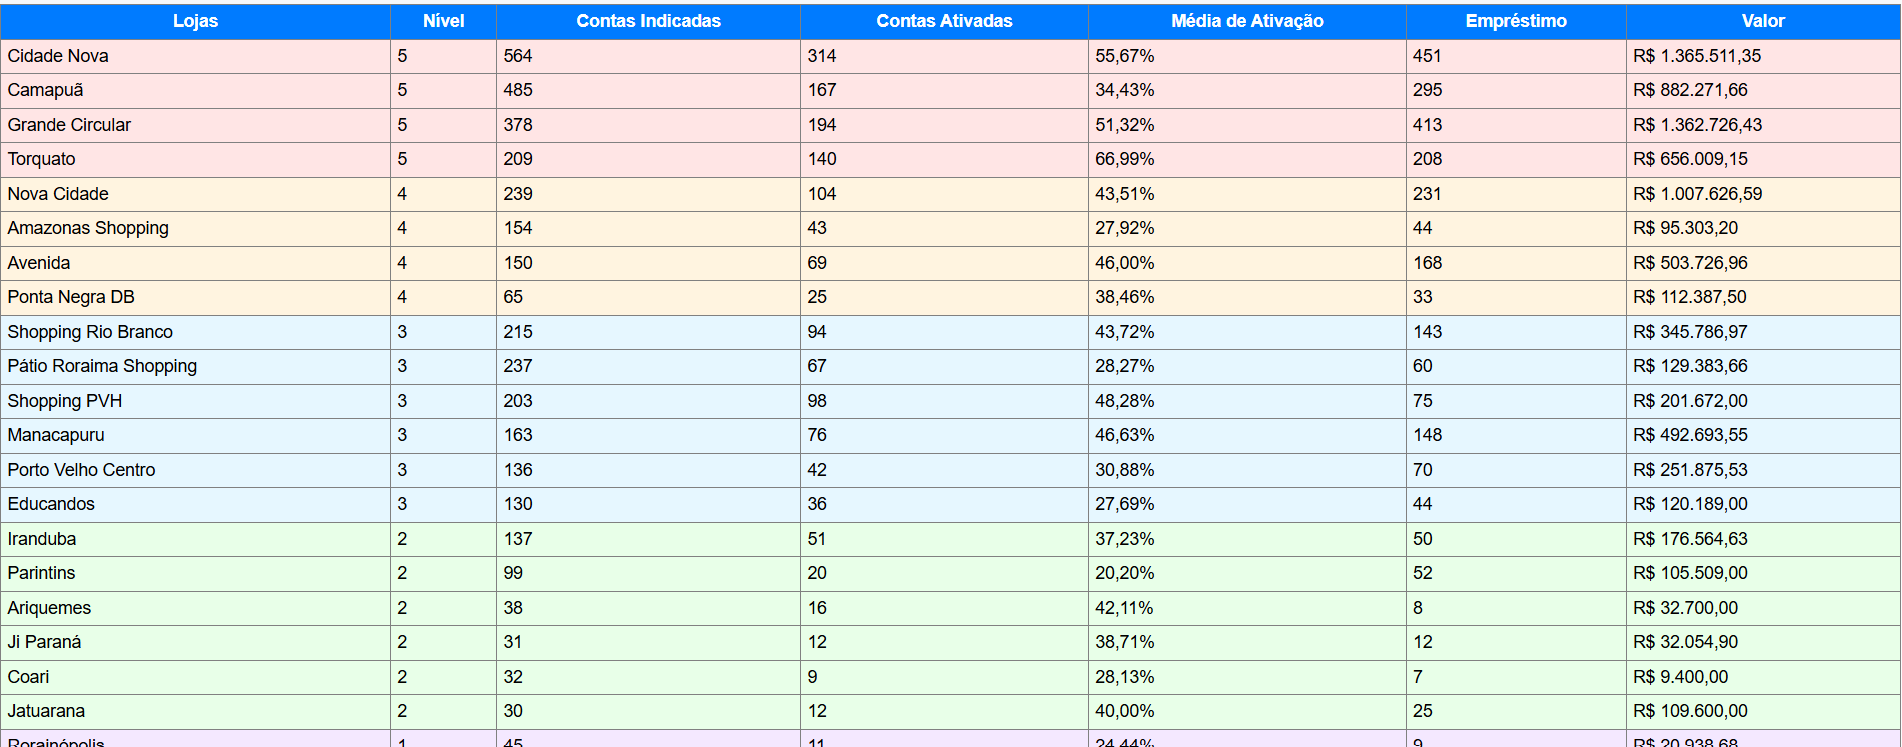 Lojas Nível Contas Indicadas Contas Ativadas Média de Ativação Empréstimo Valor
Cidade Nova 5 564 314 55,67% 451 R$ 1.365.511,35
Camapuã 5 485 167 34,43% 295 R$ 882.271,66
Grande Circular 5 378 194 51,32% 413 R$ 1.362.726,43
Torquato 5 209 140 66,99% 208 R$ 656.009,15
Nova Cidade 4 239 104 43,51% 231 R$ 1.007.626,59
Amazonas Shopping 4 154 43 27,92% 44 R$ 95.303,20
Avenida 4 150 69 46,00% 168 R$ 503.726,96
Ponta Negra DB 4 65 25 38,46% 33 R$ 112.387,50
Shopping Rio Branco 3 215 94 43,72% 143 R$ 345.786,97
Pátio Roraima Shopping 3 237 67 28,27% 60 R$ 129.383,66
Shopping PVH 3 203 98 48,28% 75 R$ 201.672,00
Manacapuru 3 163 76 46,63% 148 R$ 492.693,55
Porto Velho Centro 3 136 42 30,88% 70 R$ 251.875,53
Educandos 3 130 36 27,69% 44 R$ 120.189,00
Iranduba 2 137 51 37,23% 50 R$ 176.564,63
Parintins 2 99 20 20,20% 52 R$ 105.509,00
Ariquemes 2 38 16 42,11% 8 R$ 32.700,00
Ji Paraná 2 31 12 38,71% 12 R$ 32.054,90
Coari 2 32 9 28,13% 7 R$ 9.400,00
Jatuarana 2 30 12 40,00% 25 R$ 109.600,00
Rorainópolis 1 45 11 24,44% 9 R$ 20.938,68